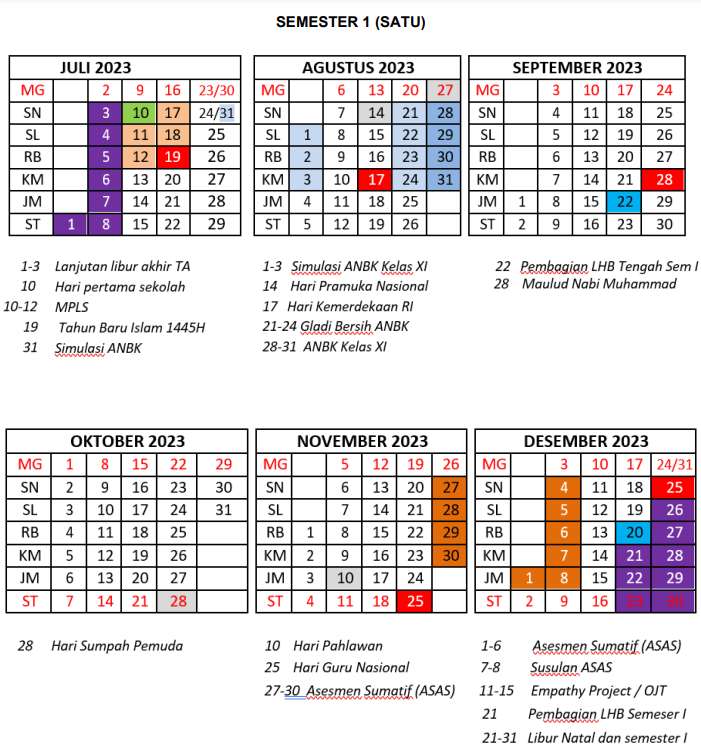 SEMESTER 1 (SATU)
JULI 2023
MG 2 9 16 23/30
SN 3 10 17 24/31
SL 4 11 18 25
RB 5 12 19 26
KM 6 13 20 27
JM 7 14 21 28
ST 1 8 15 22 29
1-3 Lanjutan libur akhir TA
10 Hari pertama sekolah
10-12 MPLS
19 Tahun Baru Islam 1445H
31 Simulasi ANBK
AGUSTUS 2023
MG 6 13 20 27
SN 7 14 21 28
SL 1 8 15 22 29
RB 2 9 16 23 30
KM 3 10 17 24 31
JM 4 11 18 25
ST 5 12 19 26
1-3 Simulasi ANBK Kelas XI
14 Hari Pramuka Nasional
17 Hari Kemerdekaan RI
21-24 Gladi Bersih ANBK
28-31 ANBK Kelas XI
SEPTEMBER 2023
MG 3 10 17 24
SN 4 11 18 25
SL 5 12 19 26
RB 6 13 20 27
KM 7 14 21 28
JM 1 8 15 22 29
ST 2 9 16 23 30
22 Pembagian LHB Tengah Sem I
28 Maulud Nabi Muhammad
OKTOBER 2023
MG 1 8 15 22 29
SN 2 9 16 23 30
SL 3 10 17 24 31
RB 4 11 18 25
KM 5 12 19 26
JM 6 13 20 27
ST 7 14 21 28
28 Hari Sumpah Pemuda
NOVEMBER 2023
MG 5 12 19 26
SN 6 13 20 27
SL 7 14 21 28
RB 1 8 15 22 29
KM 2 9 16 23 30
JM 3 10 17 24
ST 4 11 18 25
10 Hari Pahlawan
25 Hari Guru Nasional
27-30 Asesmen Sumatif (ASAS)
DESEMBER 2023
MG 3 10 17 24/31
SN 4 11 18 25
SL 5 12 19 26
RB 6 13 20 27
KM 7 14 21 28
JM 1 8 15 22 29
ST 2 9 16 23 30
1-6 Asesmen Sumatif (ASAS)
7-8 Susulan ASAS
11-15 Empathy Project / OJT
21 Pembagian LHB Semeser I
21-31 Libur Natal dan semester I